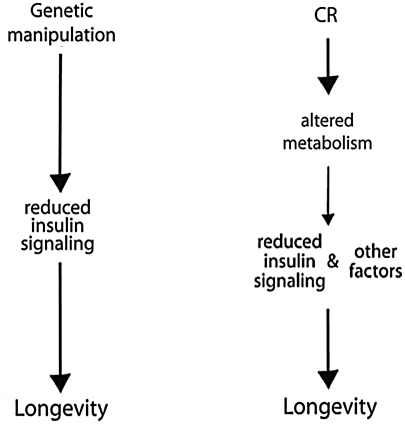 Genetic
manipulation
reduced
insulin
signaling
Longevity
CR
altered
metabolism
reduced
insulin
signaling
&
other
factors
Longevity